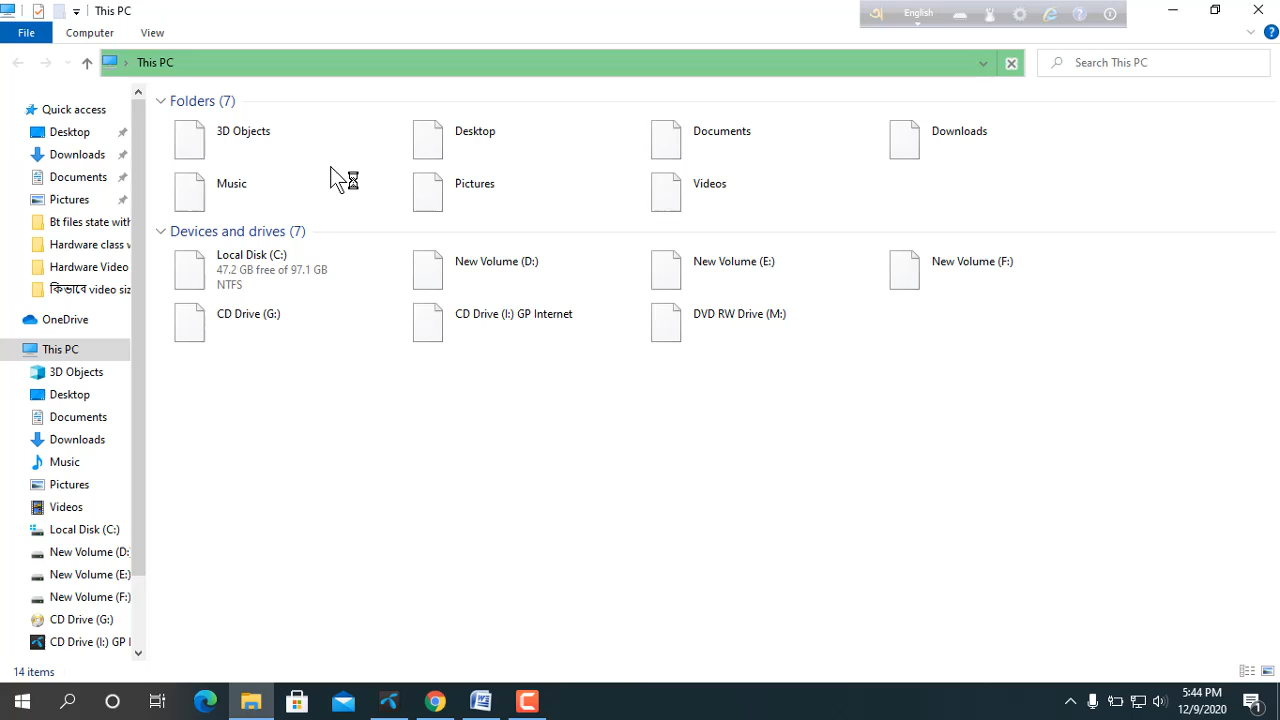 This PC
English
File Computer View
This PC
Search This PC
Quick access
Desktop
Downloads
Documents
Pictures
Bt files state with
Hardware class w
Hardware Video
কিভাবে video siz
OneDrive
This PC
3D Objects
Desktop
Documents
Downloads
Music
Pictures
Videos
Local Disk (C:)
New Volume (D:
New Volume (E:)
New Volume (F:)
CD Drive (G:)
CD Drive (I:) GP I
Folders (7)
3D Objects
Desktop
Documents
Downloads
Music
Pictures
Videos
Devices and drives (7)
Local Disk (C:)
47.2 GB free of 97.1 GB
NTFS
New Volume (D:)
New Volume (E:)
New Volume (F:)
CD Drive (G:)
CD Drive (I:) GP Internet
DVD RW Drive (M:)
14 items
5:44 PM
12/9/2020
1